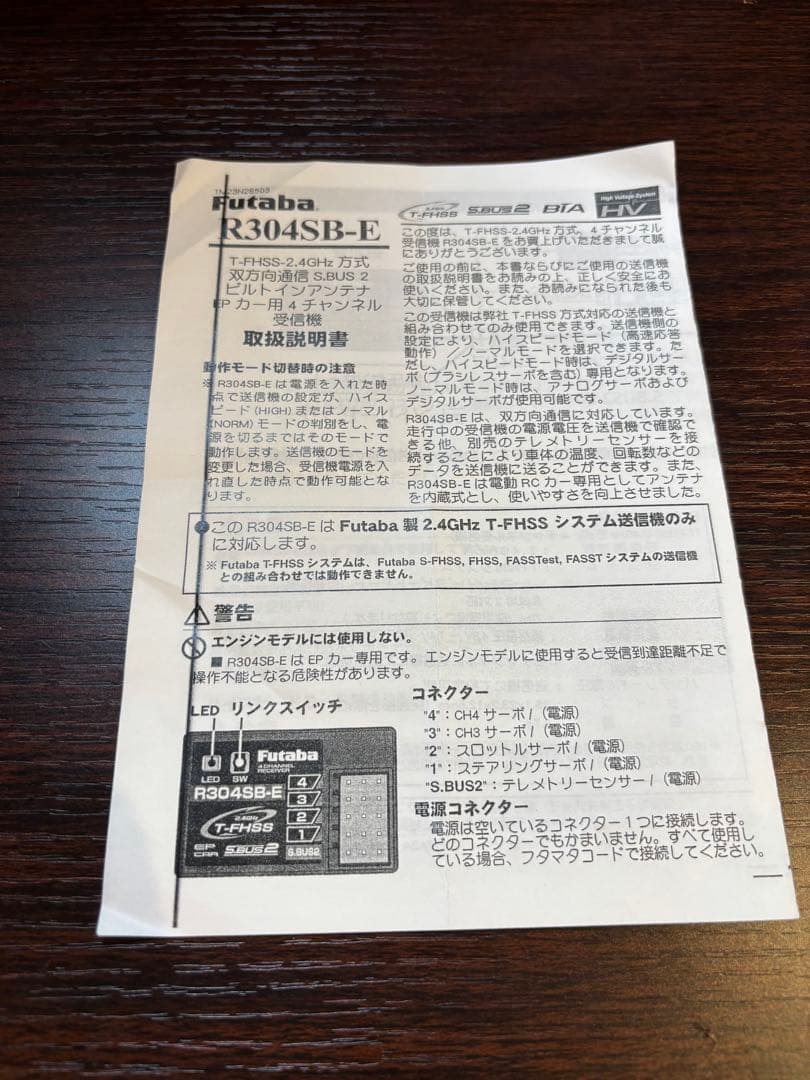 Futaba.
R304SB-E
T-FHSS-2.4GHz 方式
双方向通信 S.BUS 2
ビルトインアンテナ
EP カー用 4 チャンネル
受信機
取扱説明書
動作モード切替時の注意
※ R304SB-E は電源を入れた時
点で送信機の設定が、ハイス
ピード (HIGH) またはノーマル
(NORM) モードの判別をし、電
源を切るまではそのモードで
動作します。送信機のモードを
変更した場合、受信機電源を入
れ直した時点で動作可能とな
ります。
T-FHSS S.BUS2 High Voltage System HV
この度は、T-FHSS-2.4GHz 方式、4 チャンネル
受信機 R304SB-E をお買上げいただきまして誠
にありがとうございます。
ご使用の前に、本書ならびにご使用の送信機
の取扱説明書をお読みの上、正しく安全にお
使いください。また、お読みになられた後も
大切に保管してください。
この受信機は弊社 T-FHSS 方式対応の送信機と
組み合わせてのみ使用できます。送信機側の
設定により、ハイスピードモード（高速応答
動作）／ノーマルモードを選択できます。た
だし、ハイスピードモード時は、デジタルサー
ボ (ブラシレスサーボを含む) 専用となります。
ノーマルモード時は、アナログサーボおよび
デジタルサーボが使用可能です。
R304SB-E は、双方向通信に対応しています。
走行中の受信機の電源電圧を送信機で確認で
きる他、別売のテレメトリーセンサーを接
続することにより車体の温度、回転数などの
データを送信機に送ることができます。また、
R304SB-E は電動 RC カー専用としてアンテナ
を内蔵式とし、使いやすさを向上させました。
●この R304SB-E は Futaba 製 2.4GHz T-FHSS システム送信機のみ
に対応します。
※ Futaba T-FHSS システムは、Futaba S-FHSS, FHSS, FASSTest, FASST システムの送信機
との組み合わせでは動作できません。
警告
エンジンモデルには使用しない。
■ R304SB-E は EP カー専用です。エンジンモデルに使用すると受信到達距離不足で
操作不能となる危険性があります。
LED リンクスイッチ
Futaba
4 CHANNEL
RECEIVER
LED SW
R304SB-E
4
3
2
1
2.4GHz
T-FHSS
EP
CAR
S.BUS2
S.BUS2
コネクター
"4"：CH4 サーボ /（電源）
"3"：CH3 サーボ /（電源）
"2"：スロットルサーボ /（電源）
"1"：ステアリングサーボ /（電源）
"S.BUS2"：テレメトリーセンサー /（電源）
電源コネクター
電源は空いているコネクター 1 つに接続します。
どのコネクターでもかまいません。すべて使用し
ている場合、フタマタコードで接続してください。